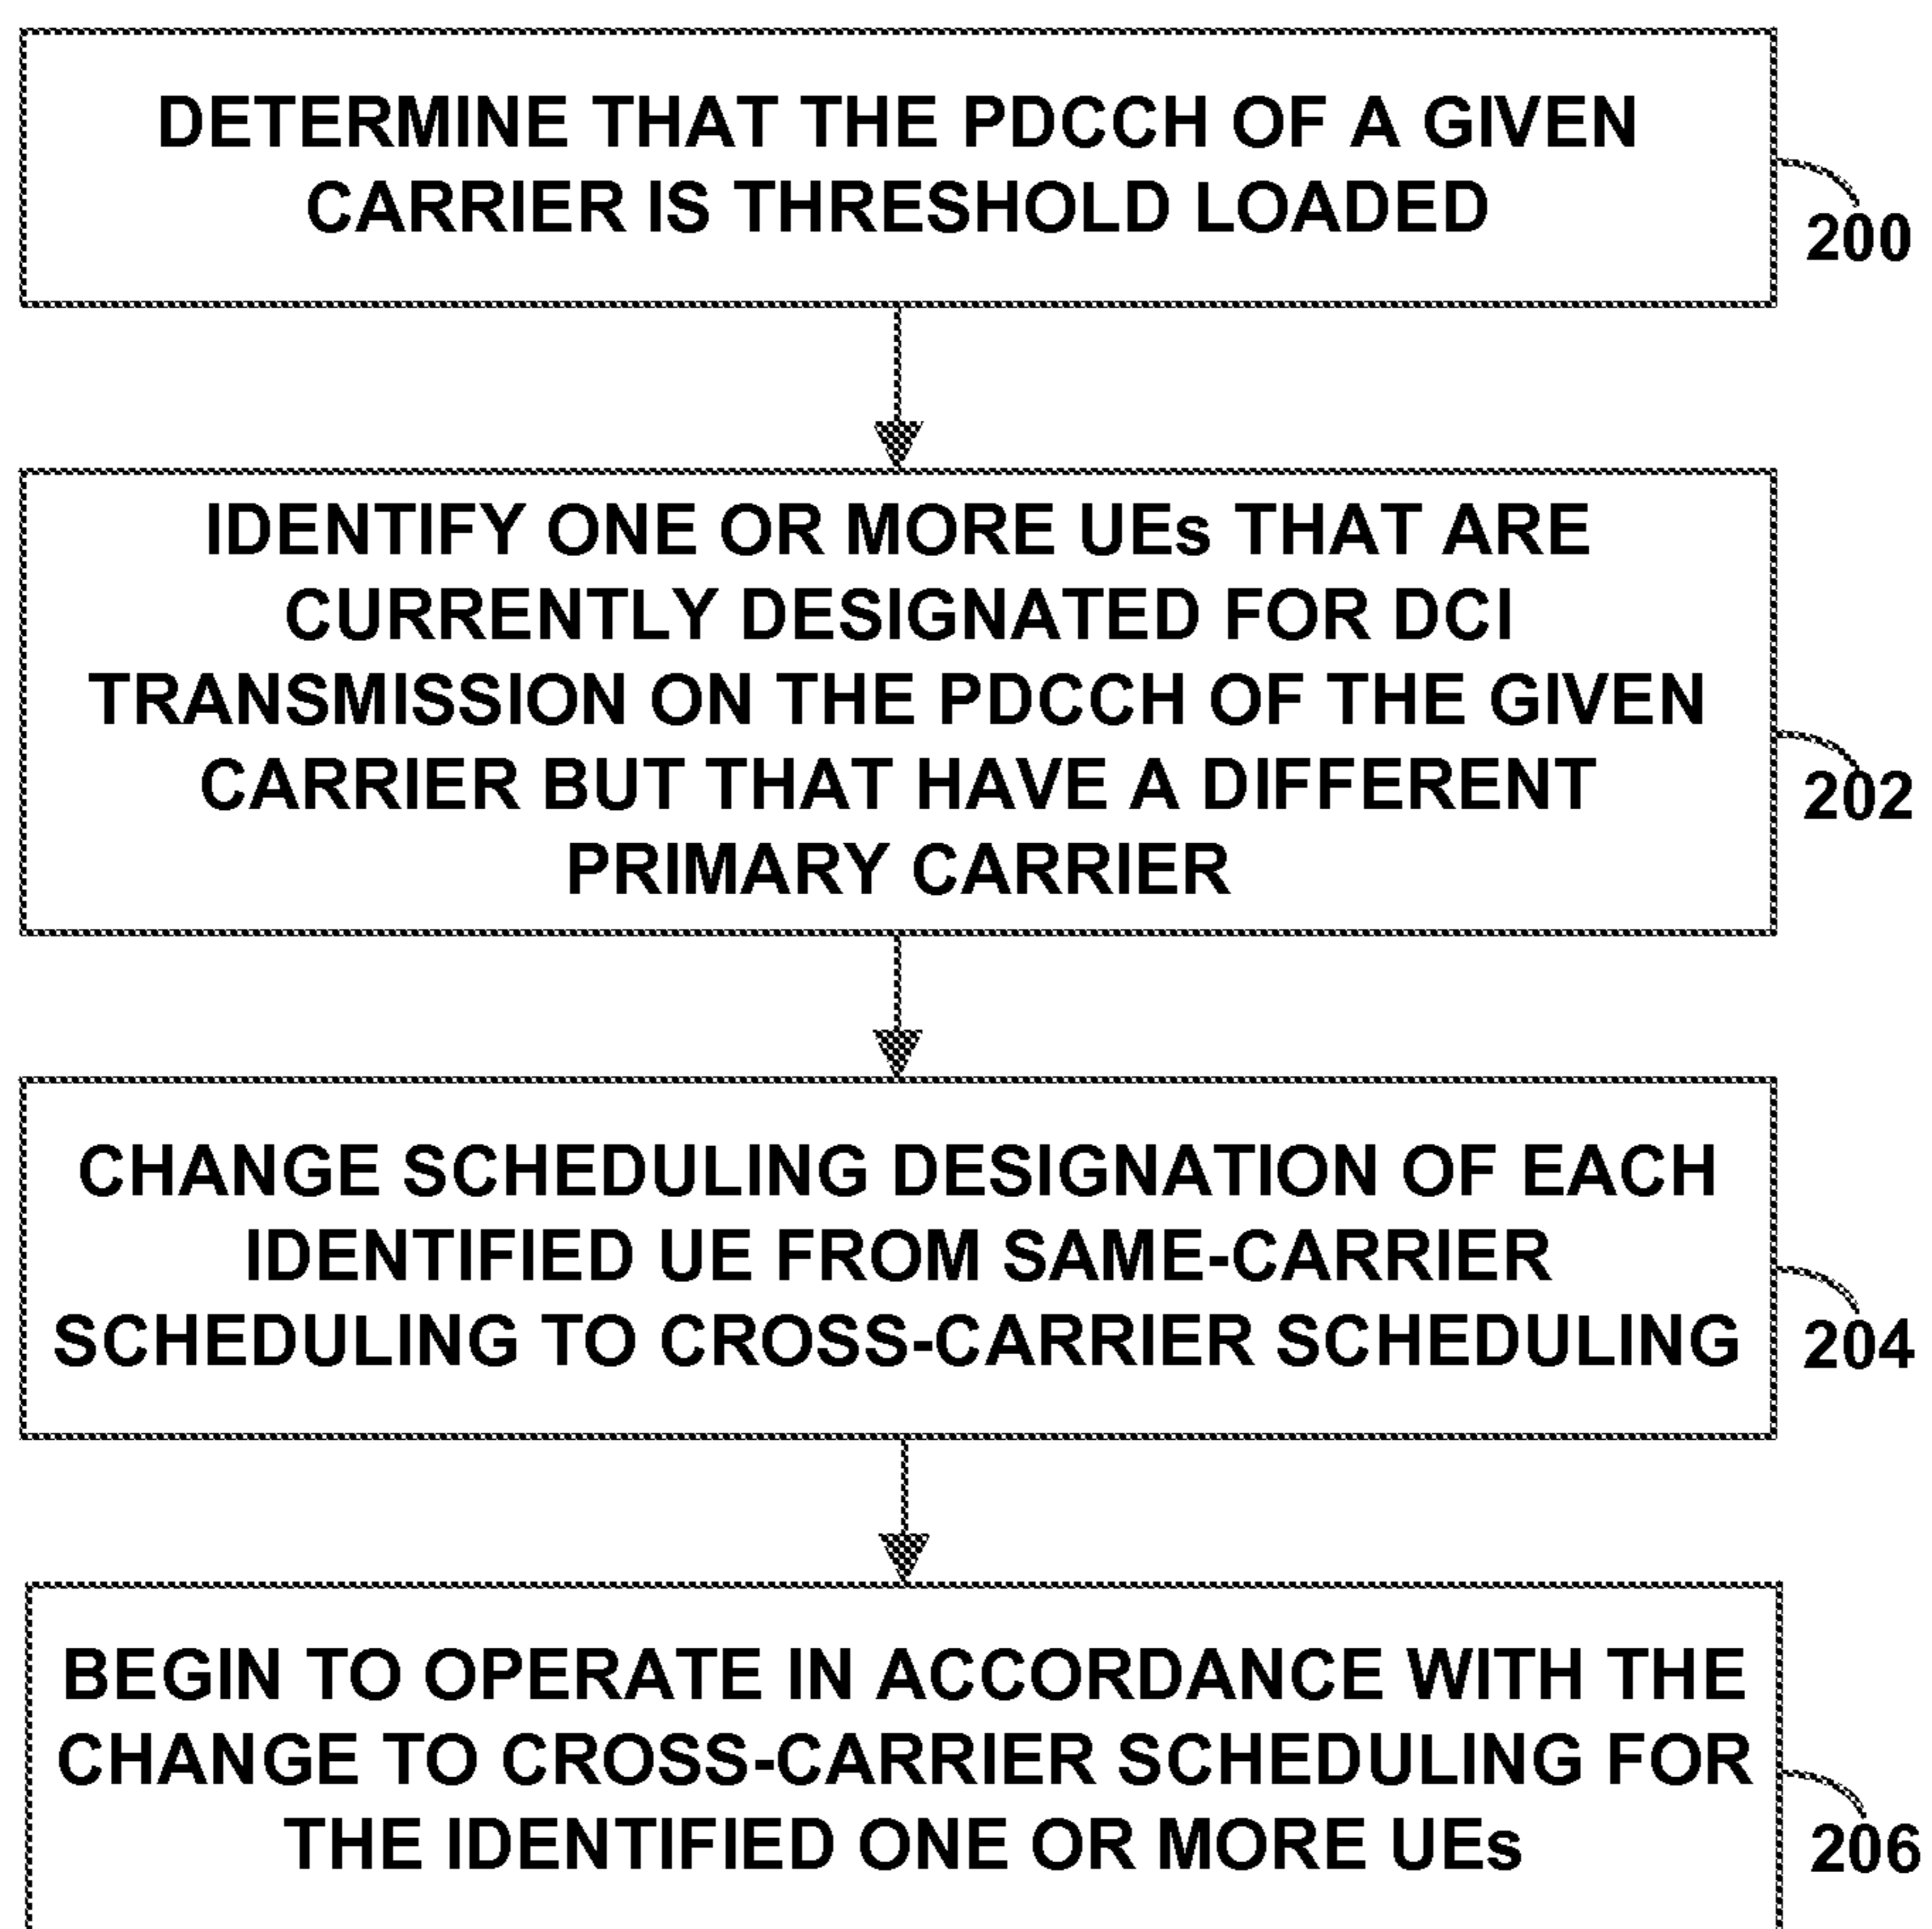 DETERMINE THAT THE PDCCH OF A GIVEN
CARRIER IS THRESHOLD LOADED
200
IDENTIFY ONE OR MORE UEs THAT ARE
CURRENTLY DESIGNATED FOR DCI
TRANSMISSION ON THE PDCCH OF THE GIVEN
CARRIER BUT THAT HAVE A DIFFERENT
PRIMARY CARRIER
202
CHANGE SCHEDULING DESIGNATION OF EACH
IDENTIFIED UE FROM SAME-CARRIER
SCHEDULING TO CROSS-CARRIER SCHEDULING
204
BEGIN TO OPERATE IN ACCORDANCE WITH THE
CHANGE TO CROSS-CARRIER SCHEDULING FOR
THE IDENTIFIED ONE OR MORE UEs
206